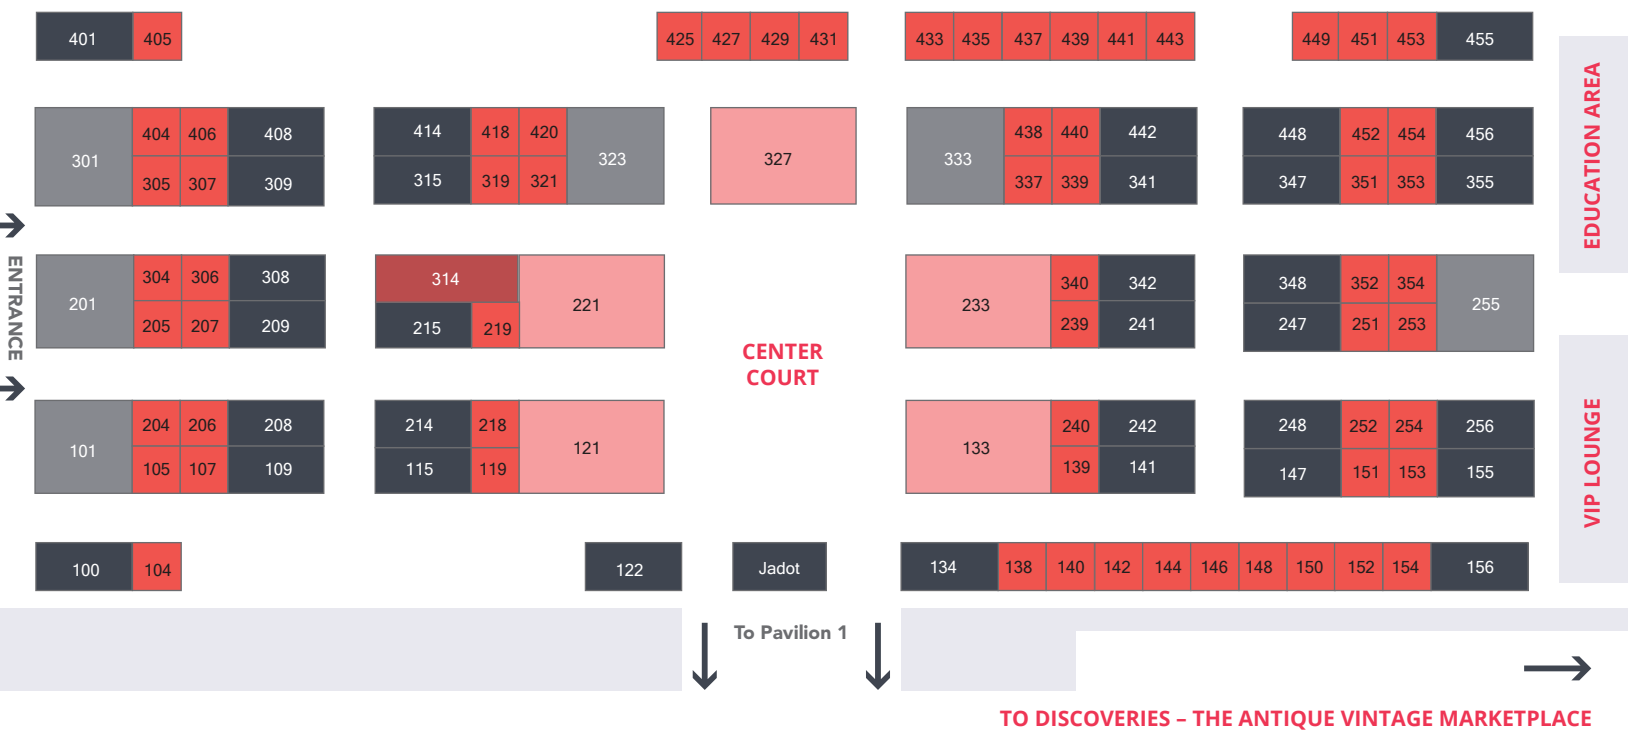 401 405 425 427 429 431 433 435 437 439 441 443 449 451 453 455
404 406 408 414 418 420 438 440 442 448 452 454 456
301 323 327 333
305 307 309 315 319 321 337 339 341 347 351 353 355
EDUCATION AREA
ENTRANCE
304 306 308 314 340 342 348 352 354
201 221 233 255
205 207 209 215 219 239 241 247 251 253
CENTER
COURT
204 206 208 214 218 240 242 248 252 254 256
101 121 133
105 107 109 115 119 139 141 147 151 153 155
VIP LOUNGE
100 104 122 Jadot 134 138 140 142 144 146 148 150 152 154 156
To Pavilion 1
TO DISCOVERIES – THE ANTIQUE VINTAGE MARKETPLACE